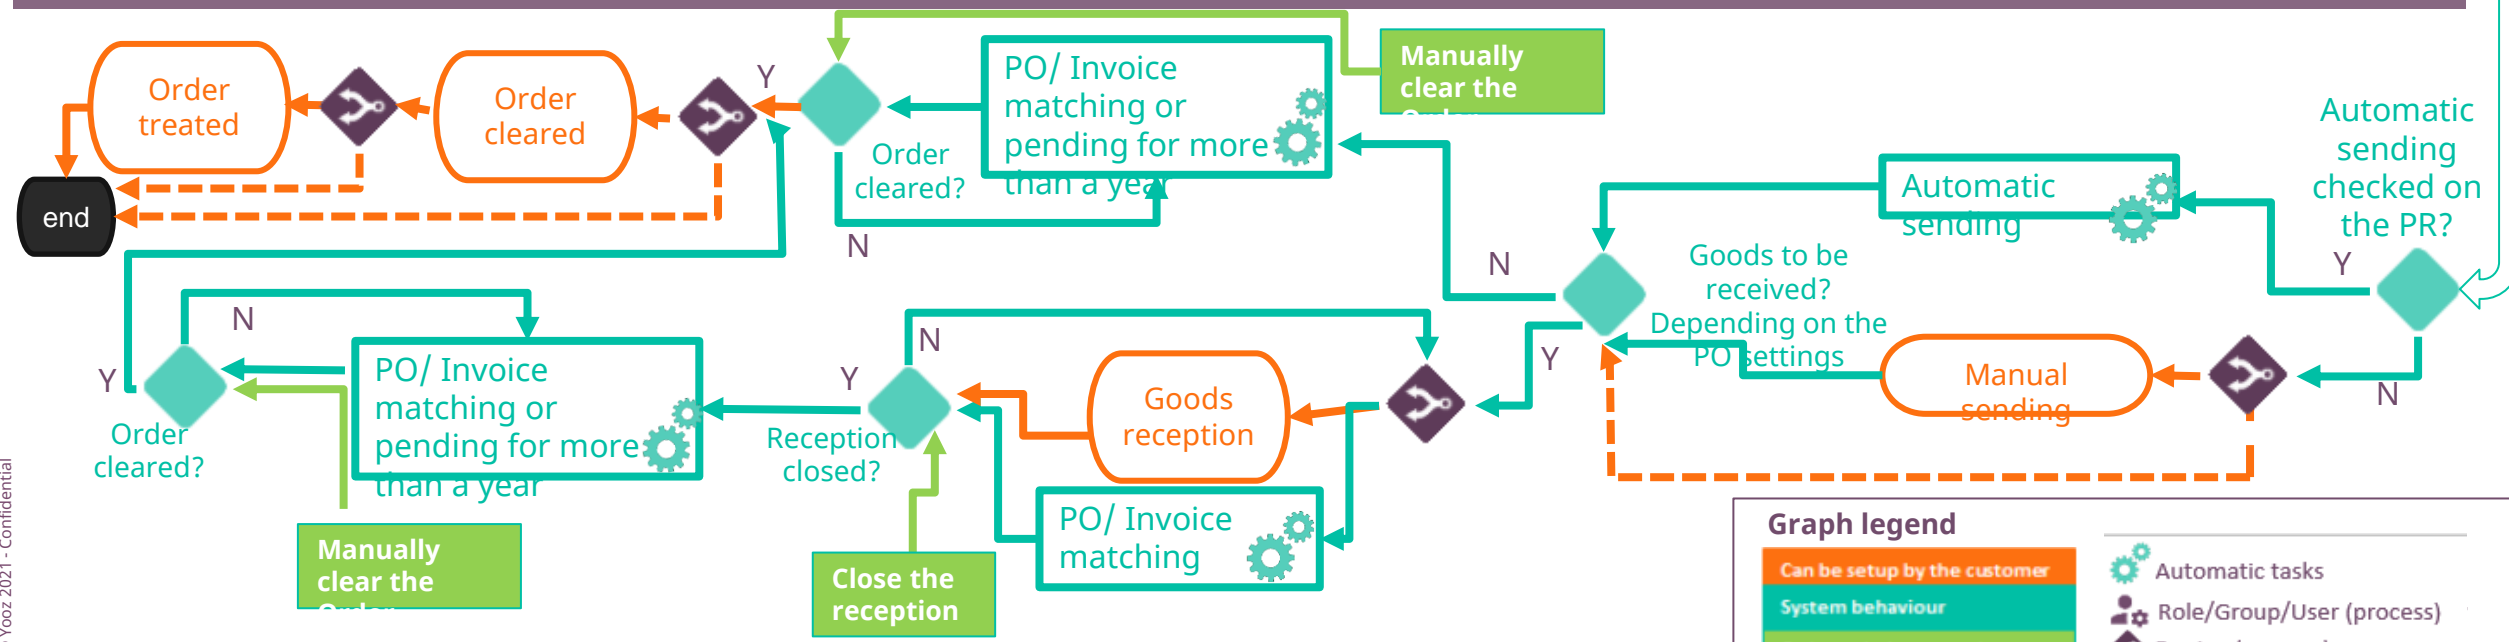 Order
treated
Order
cleared
Y
PO/ Invoice
matching or
pending for more
than a year
Manually
clear the
Order
Order
cleared?
N
end
Automatic
sending
checked on
the PR?
Automatic
sending
Y
N
Goods to be
received?
Depending on the
PO settings
Y
Manual
sending
N
N
Y
Order
cleared?
PO/ Invoice
matching or
pending for more
than a year
Manually
clear the
Order
N
Y
Reception
closed?
Goods
reception
PO/ Invoice
matching
Close the
reception
Graph legend
Can be setup by the customer
System behaviour
Automatic tasks
Role/Group/User (process)
Yooz 2021 - Confidential